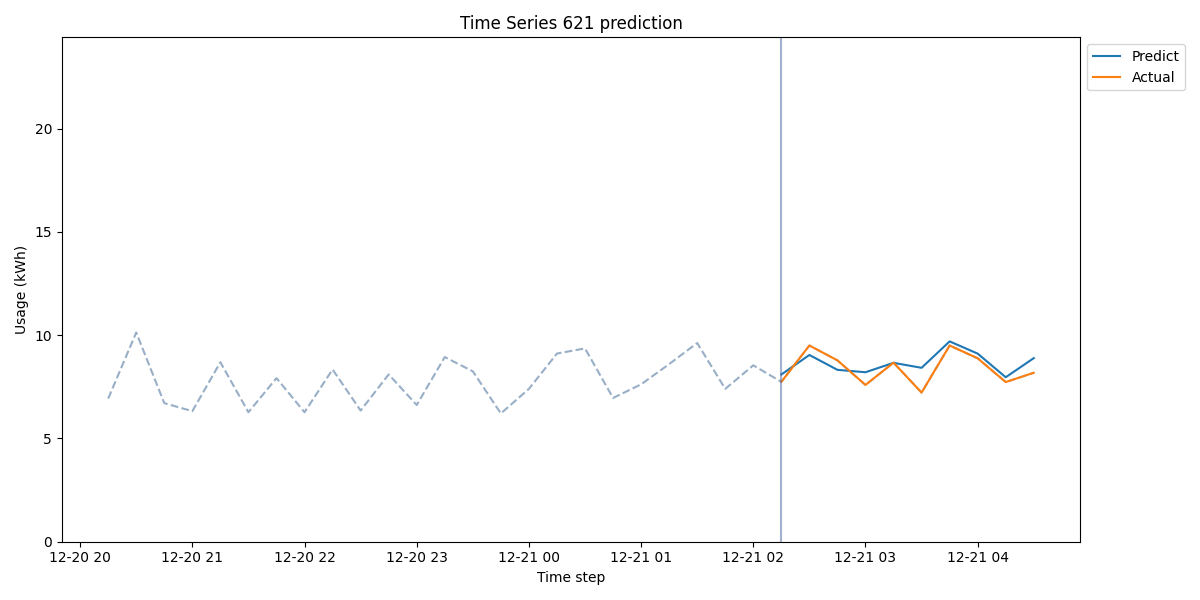 Time Series 621 prediction
Predict
Actual
Usage (kWh)
20
15
10
5
0
12-20 20
12-20 21
12-20 22
12-20 23
12-21 00
12-21 01
12-21 02
12-21 03
12-21 04
Time step